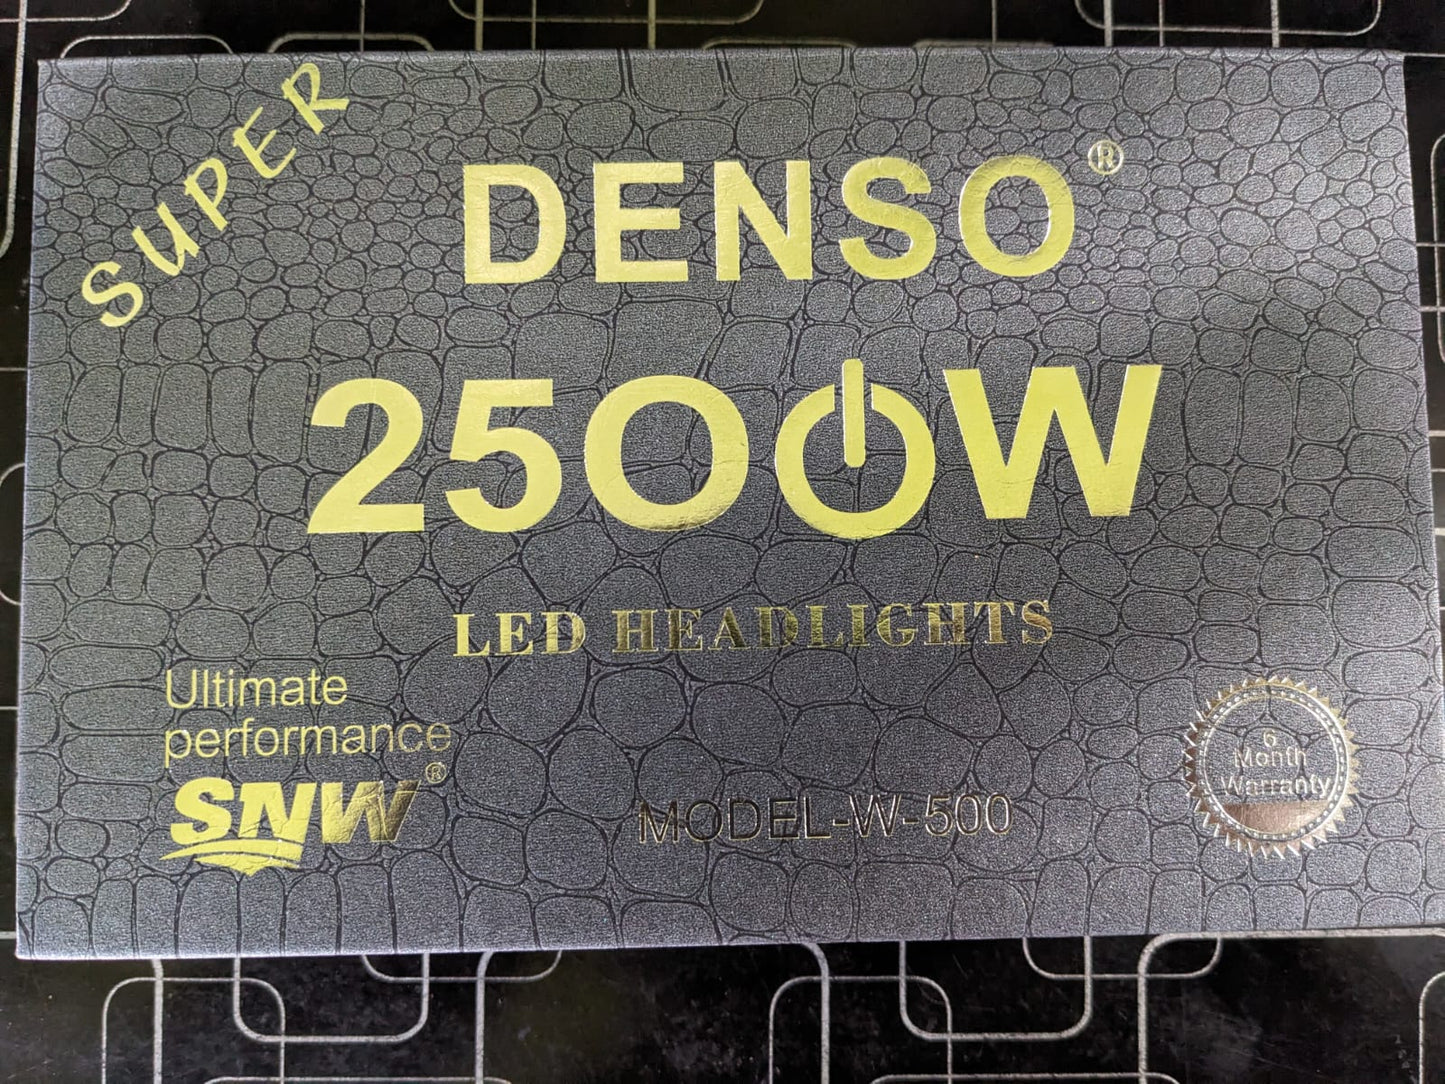 SUPER
DENSO®
2500W
LED HEADLIGHTS
Ultimate
performance
SNW®
MODEL-W-500
6
Month
Warranty